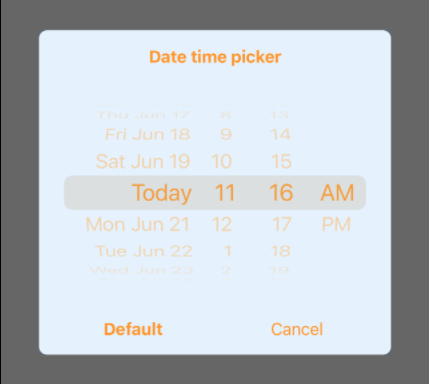 Date time picker
Thu Jun 17 8 13
Fri Jun 18 9 14
Sat Jun 19 10 15
Today 11 16 AM
Mon Jun 21 12 17 PM
Tue Jun 22 1 18
Wed Jun 23 2 19
Default Cancel